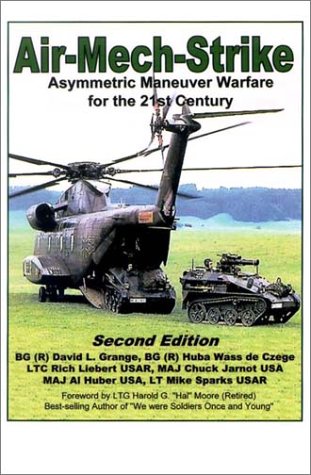 Air-Mech-Strike
Asymmetric Maneuver Warfare
for the 21st Century
Second Edition
BG (R) David L. Grange, BG (R) Huba Wass de Czege
LTC Rich Liebert USAR, MAJ Chuck Jarnot USA
MAJ Al Huber USA, LT Mike Sparks USAR
Foreword by LTG Harold G. "Hal" Moore (Retired)
Best-selling Author of "We were Soldiers Once and Young"